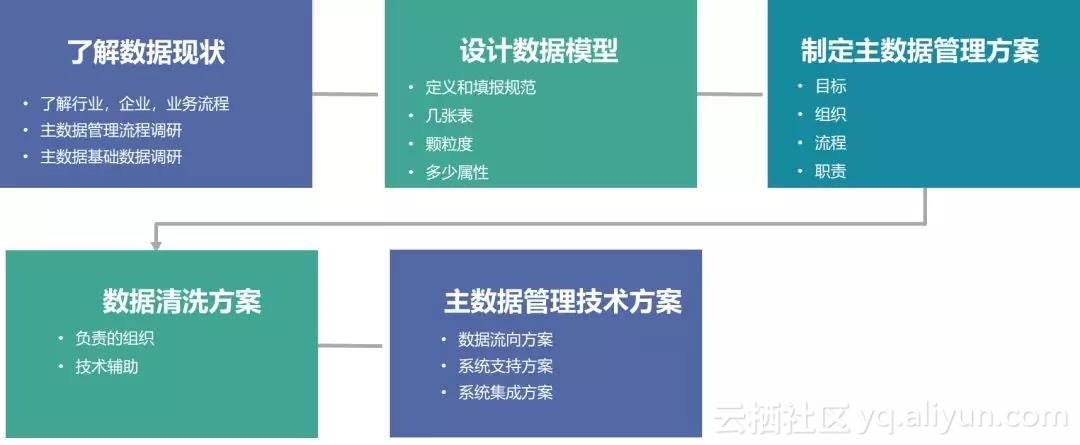 了解数据现状
• 了解行业，企业，业务流程
• 主数据管理流程调研
• 主数据基础数据调研
设计数据模型
• 定义和填报规范
• 几张表
• 颗粒度
• 多少属性
制定主数据管理方案
• 目标
• 组织
• 流程
• 职责
数据清洗方案
• 负责的组织
• 技术辅助
主数据管理技术方案
• 数据流向方案
• 系统支持方案
• 系统集成方案
云栖社区 yq.aliyun.com